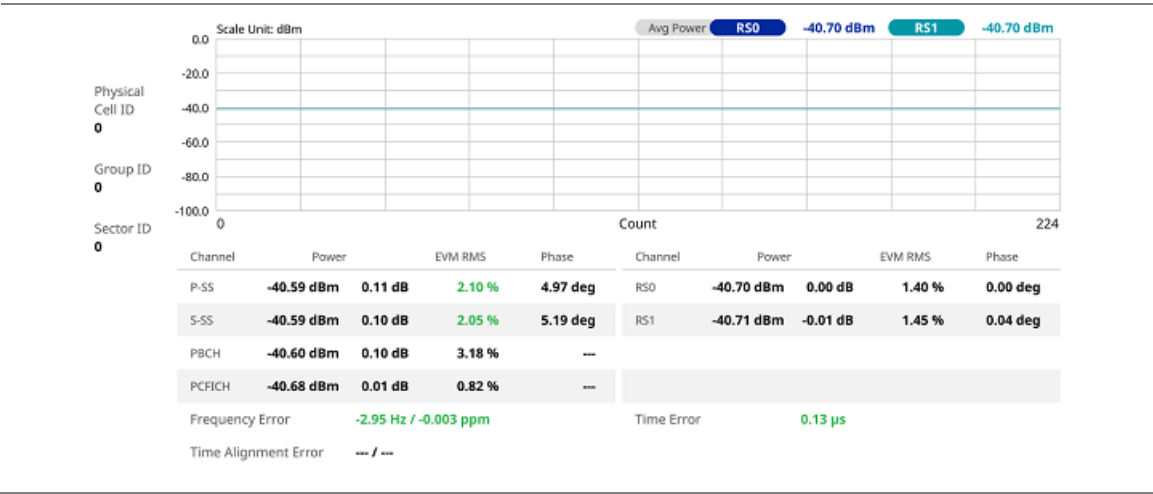 Scale Unit: dBm Avg Power RS0 -40.70 dBm RS1 -40.70 dBm
0.0
-20.0
Physical
Cell ID
-40.0
0
-60.0
Group ID
-80.0
0
-100.0
0 Count 224
Sector ID
0
Channel Power EVM RMS Phase Channel Power EVM RMS Phase
P-SS -40.59 dBm 0.11 dB 2.10 % 4.97 deg RS0 -40.70 dBm 0.00 dB 1.40 % 0.00 deg
S-SS -40.59 dBm 0.10 dB 2.05 % 5.19 deg RS1 -40.71 dBm -0.01 dB 1.45 % 0.04 deg
PBCH -40.60 dBm 0.10 dB 3.18 % ---
PCFICH -40.68 dBm 0.01 dB 0.82 % ---
Frequency Error -2.95 Hz / -0.003 ppm Time Error 0.13 µs
Time Alignment Error --- / ---